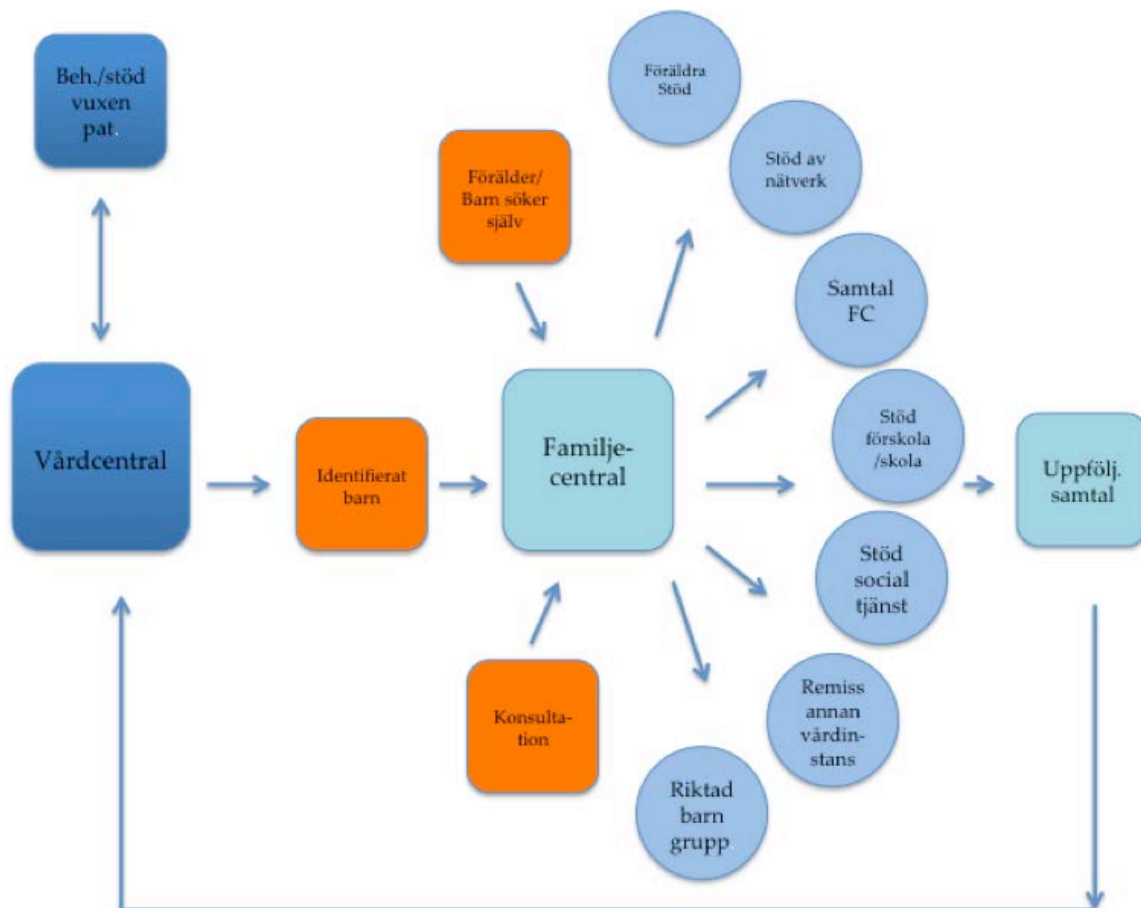 Beh./stöd
vuxen
pat.
Föräldra
Stöd
Förälder/
Barn söker
själv
Stöd av
nätverk
Samtal
FC
Vårdcentral
Identifierat
barn
Familje-
central
Stöd
förskola
/skola
Uppfölj.
samtal
Stöd
social
tjänst
Konsulta-
tion
Remiss
annan
vårdin-
stans
Riktad
barn
grupp.